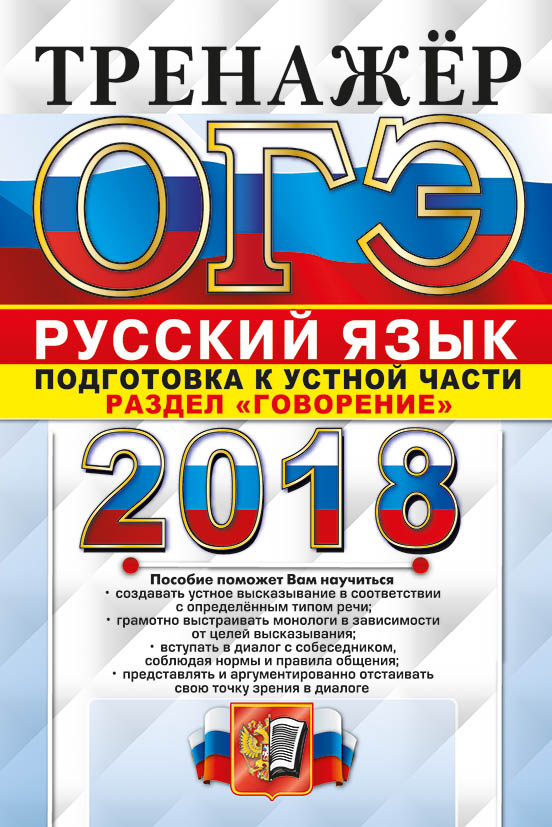 ТРЕНАЖЁР
ОГЭ
РУССКИЙ ЯЗЫК
ПОДГОТОВКА К УСТНОЙ ЧАСТИ
РАЗДЕЛ «ГОВОРЕНИЕ»
2018
Пособие поможет Вам научиться
• создавать устное высказывание в соответствии
с определённым типом речи;
• грамотно выстраивать монологи в зависимости
от целей высказывания;
• вступать в диалог с собеседником,
соблюдая нормы и правила общения;
• представлять и аргументированно отстаивать
свою точку зрения в диалоге